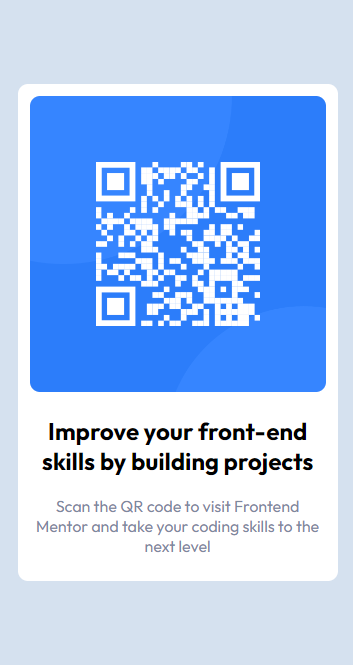 Improve your front-end
skills by building projects
Scan the QR code to visit Frontend
Mentor and take your coding skills to the
next level